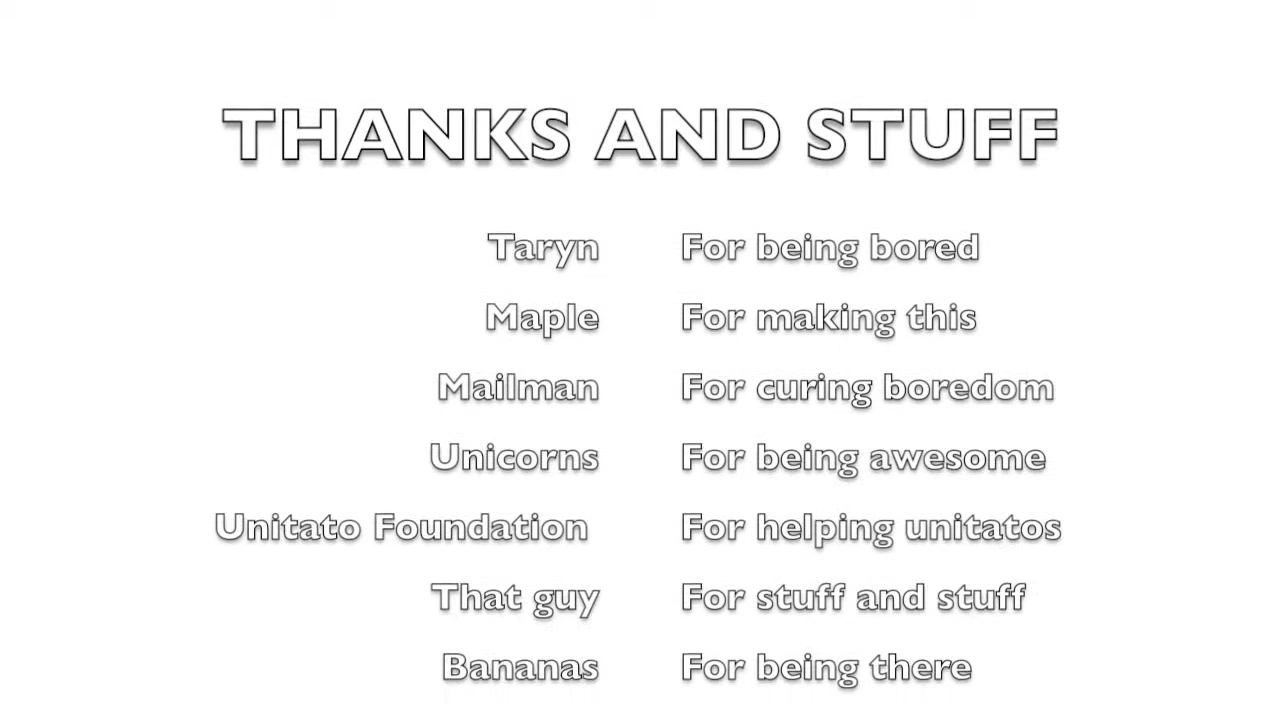 THANKS AND STUFF
Taryn For being bored
Maple For making this
Mailman For curing boredom
Unicorns For being awesome
Unitato Foundation For helping unitatos
That guy For stuff and stuff
Bananas For being there